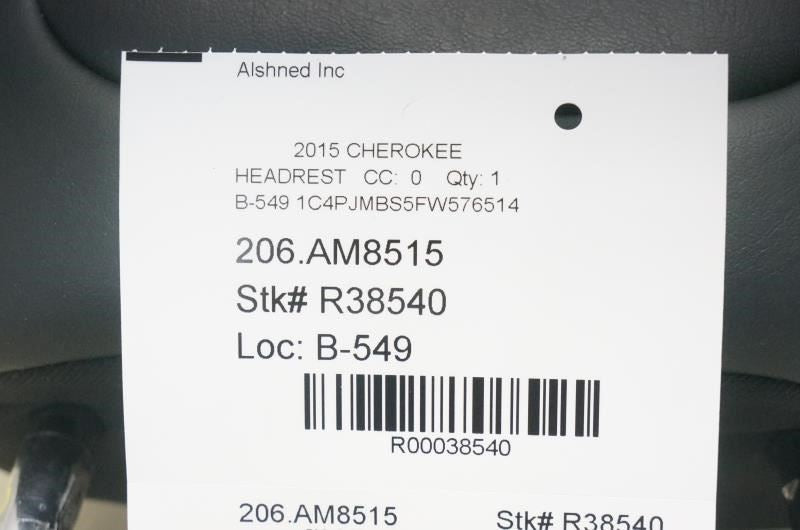 Alshned Inc
2015 CHEROKEE
HEADREST CC: 0 Qty: 1
B-549 1C4PJMBS5FW576514
206.AM8515
Stk# R38540
Loc: B-549
R00038540
206.AM8515 Stk# R38540